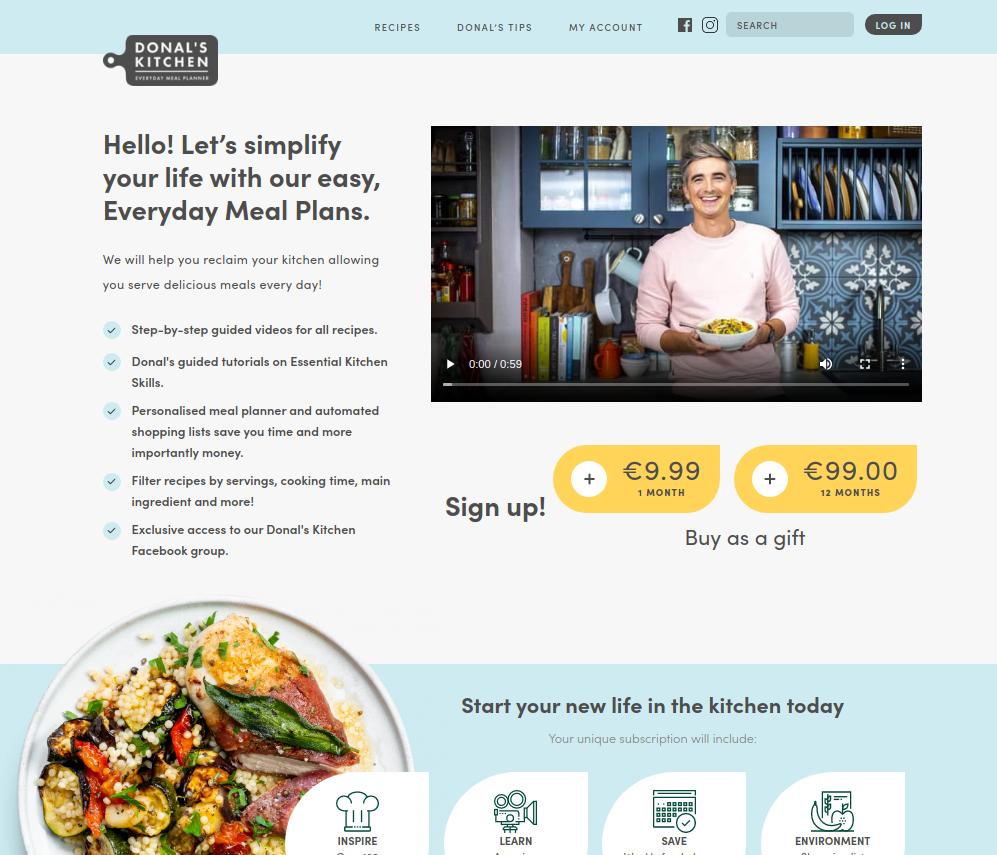 RECIPES
DONAL'S TIPS
MY ACCOUNT
SEARCH
LOG IN
DONAL'S
KITCHEN
EVERYDAY MEAL PLANNER
Hello! Let’s simplify
your life with our easy,
Everyday Meal Plans.
We will help you reclaim your kitchen allowing
you serve delicious meals every day!
Step-by-step guided videos for all recipes.
Donal's guided tutorials on Essential Kitchen
Skills.
Personalised meal planner and automated
shopping lists save you time and more
importantly money.
Filter recipes by servings, cooking time, main
ingredient and more!
Exclusive access to our Donal's Kitchen
Facebook group.
0:00 / 0:59
Sign up!
€9.99
1 MONTH
€99.00
12 MONTHS
Buy as a gift
Start your new life in the kitchen today
Your unique subscription will include:
INSPIRE
LEARN
SAVE
ENVIRONMENT